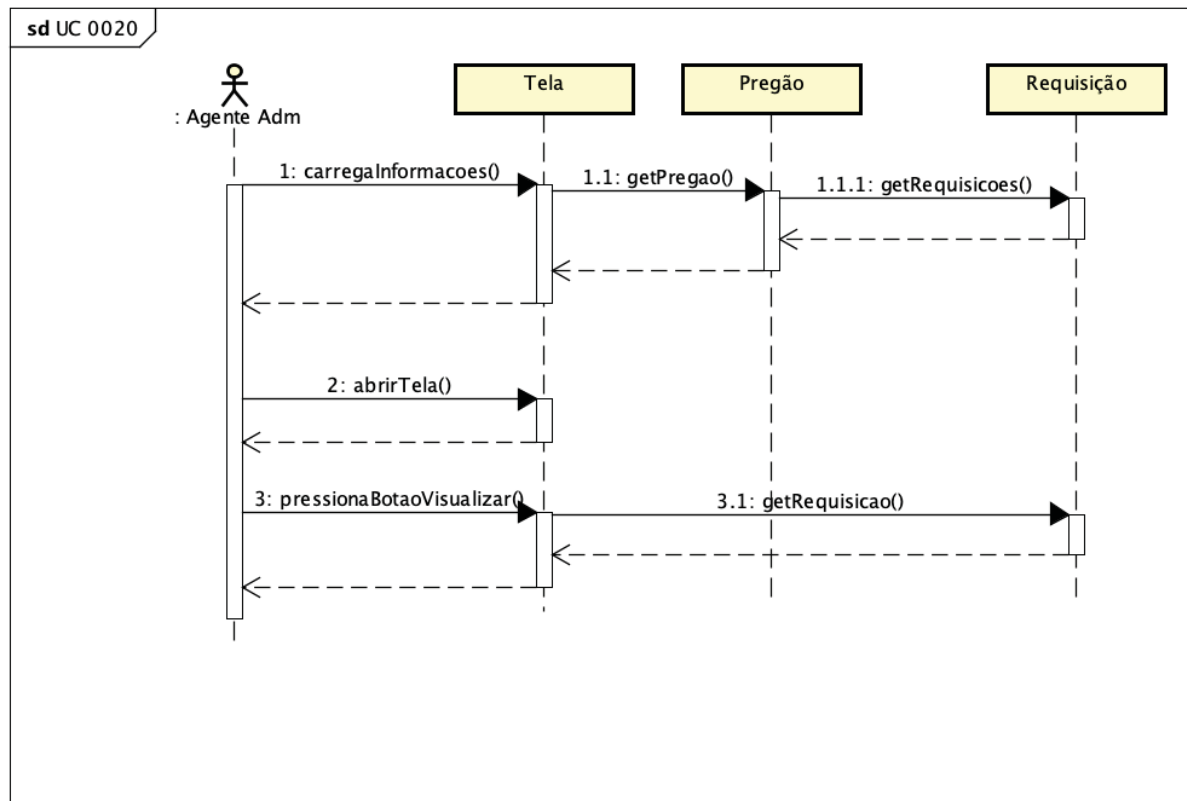 sd UC 0020
: Agente Adm
Tela
Pregão
Requisição
1: carregaInformacoes()
1.1: getPregao()
1.1.1: getRequisicoes()
2: abrirTela()
3: pressionaBotaoVisualizar()
3.1: getRequisicao()